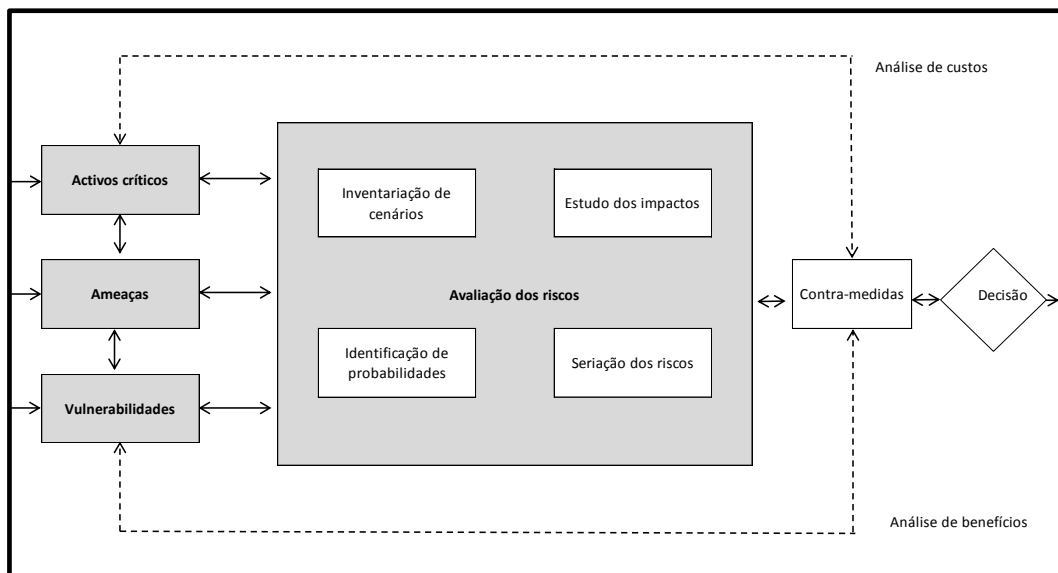 Análise de custos
Activos críticos
Inventariação de
cenários
Estudo dos impactos
Ameaças
Avaliação dos riscos
Contra-medidas
Decisão
Identificação de
probabilidades
Seriação dos riscos
Vulnerabilidades
Análise de benefícios